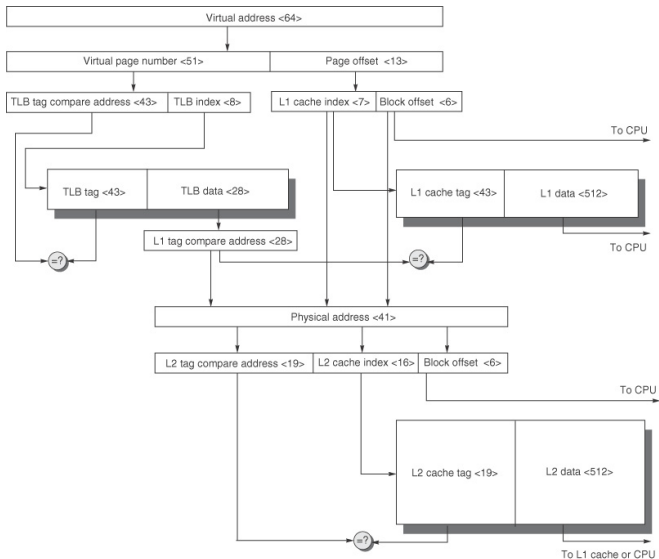 Virtual address <64>
Virtual page number <51> Page offset <13>
TLB tag compare address <43> TLB index <8> L1 cache index <7> Block offset <6>
To CPU
TLB tag <43> TLB data <28> L1 cache tag <43> L1 data <512>
L1 tag compare address <28>
To CPU
=?
=?
Physical address <41>
L2 tag compare address <19> L2 cache index <16> Block offset <6>
To CPU
L2 cache tag <19> L2 data <512>
=?
To L1 cache or CPU